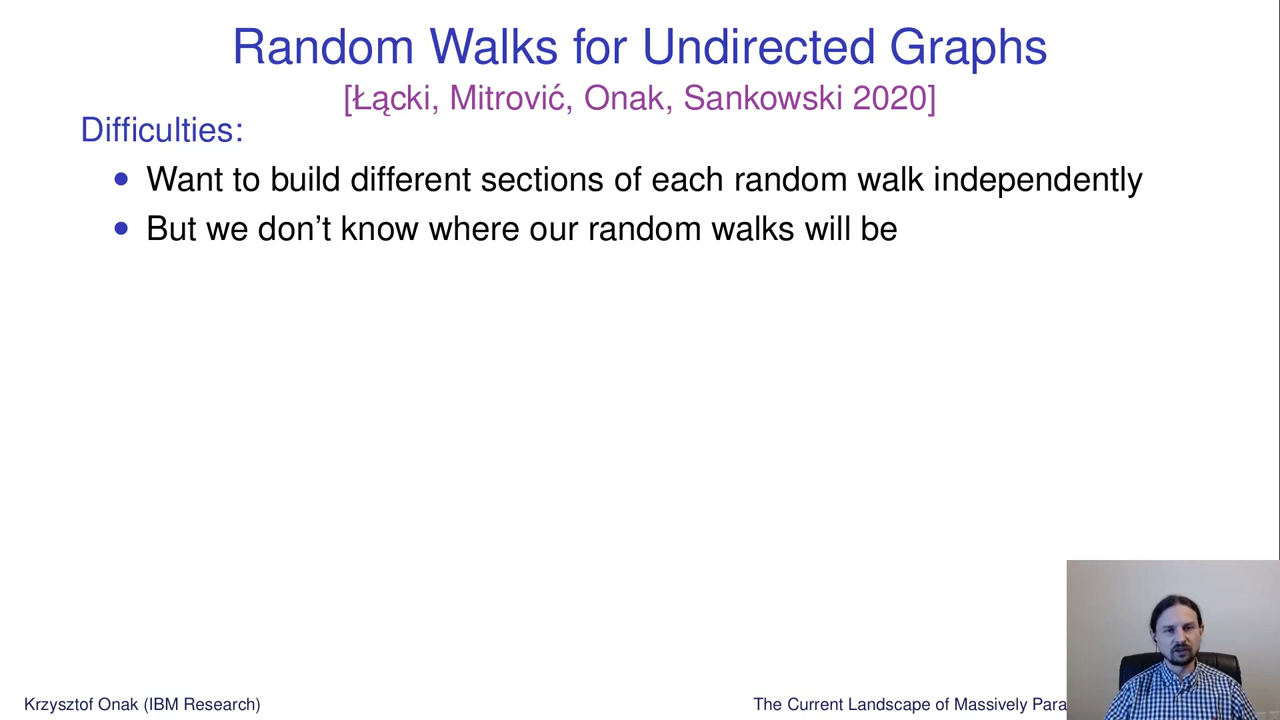 Random Walks for Undirected Graphs
[Łącki, Mitrović, Onak, Sankowski 2020]
Difficulties:
• Want to build different sections of each random walk independently
• But we don't know where our random walks will be
Krzysztof Onak (IBM Research)
The Current Landscape of Massively Para